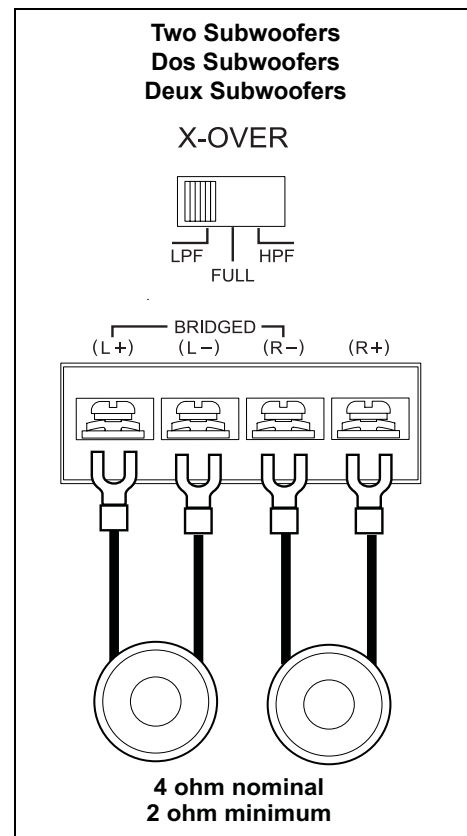 Two Subwoofers
Dos Subwoofers
Deux Subwoofers
X-OVER
LPF HPF
FULL
BRIDGED
(L+) (L−) (R−) (R+)
4 ohm nominal
2 ohm minimum